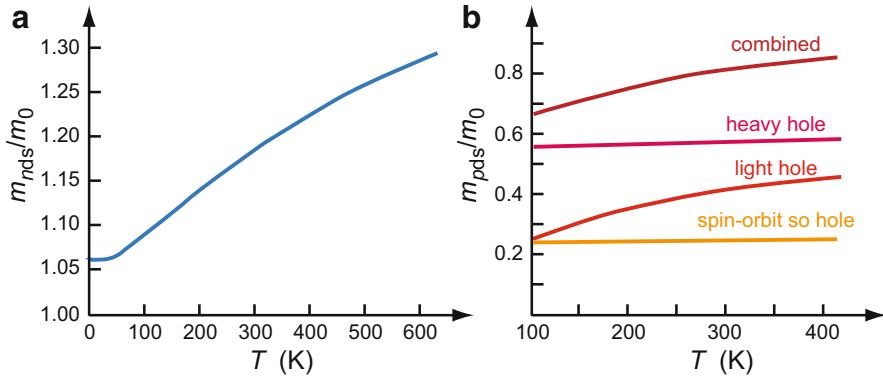 a
1.30
1.25
1.20
1.15
1.10
1.05
1.00
m_nds/m_0
0 100 200 300 400 500 600
T (K)
b
0.8
0.6
0.4
0.2
m_pds/m_0
combined
heavy hole
light hole
spin-orbit so hole
100 200 300 400
T (K)